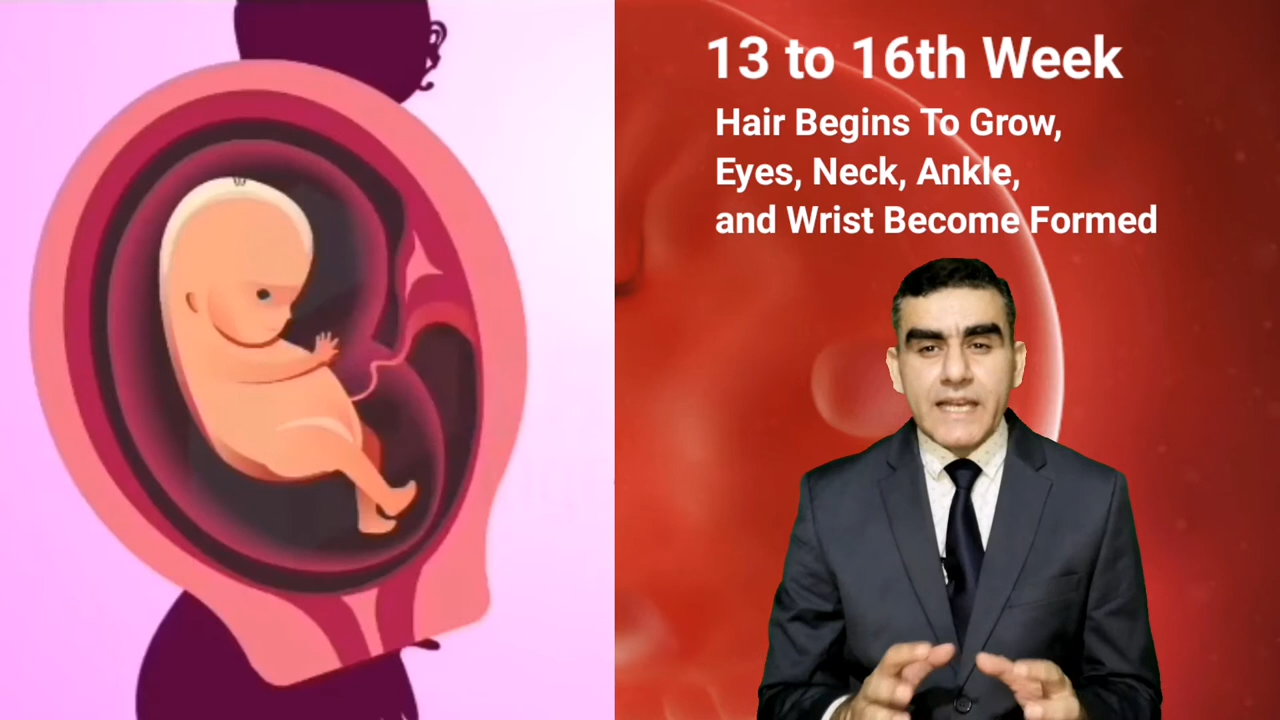 13 to 16th Week
Hair Begins To Grow,
Eyes, Neck, Ankle,
and Wrist Become Formed